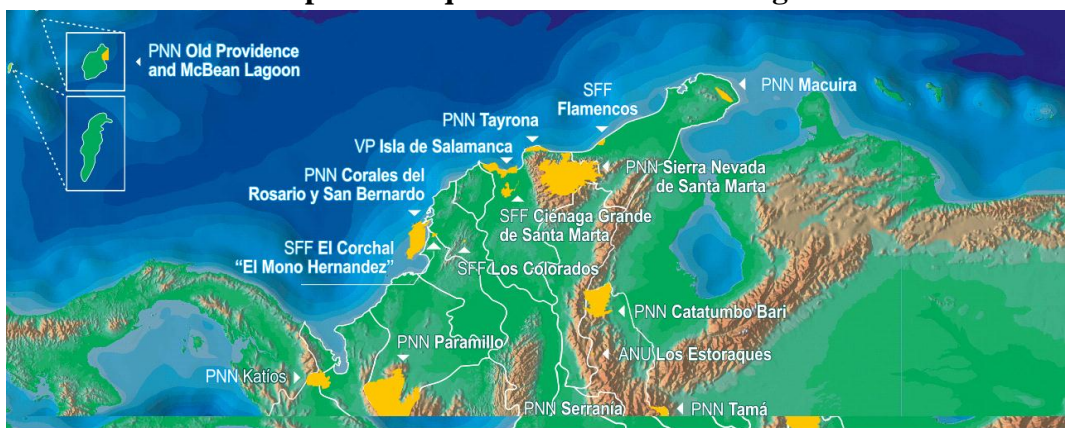 PNN Old Providence
and McBean Lagoon
PNN Macuira
SFF
Flamencos
PNN Tayrona
VP Isla de Salamanca
PNN Corales del
Rosario y San Bernardo
PNN Sierra Nevada
de Santa Marta
SFF Ciénaga Grande
de Santa Marta
SFF El Corchal
“El Mono Hernandez”
SFF Los Colorados
PNN Catatumbo Bari
PNN Paramillo
ANU Los Estoraques
PNN Katíos
PNN Serranía
PNN Tamá